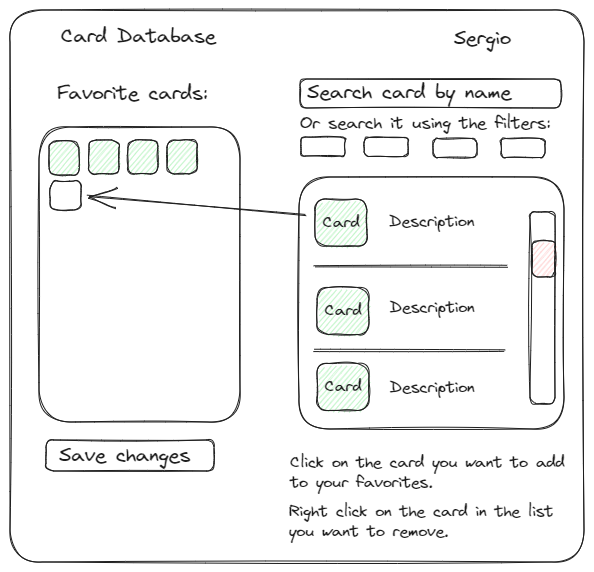 Card Database
Sergio
Favorite cards:
Search card by name
Or search it using the filters:
Card
Description
Card
Description
Card
Description
Save changes
Click on the card you want to add
to your favorites.
Right click on the card in the list
you want to remove.